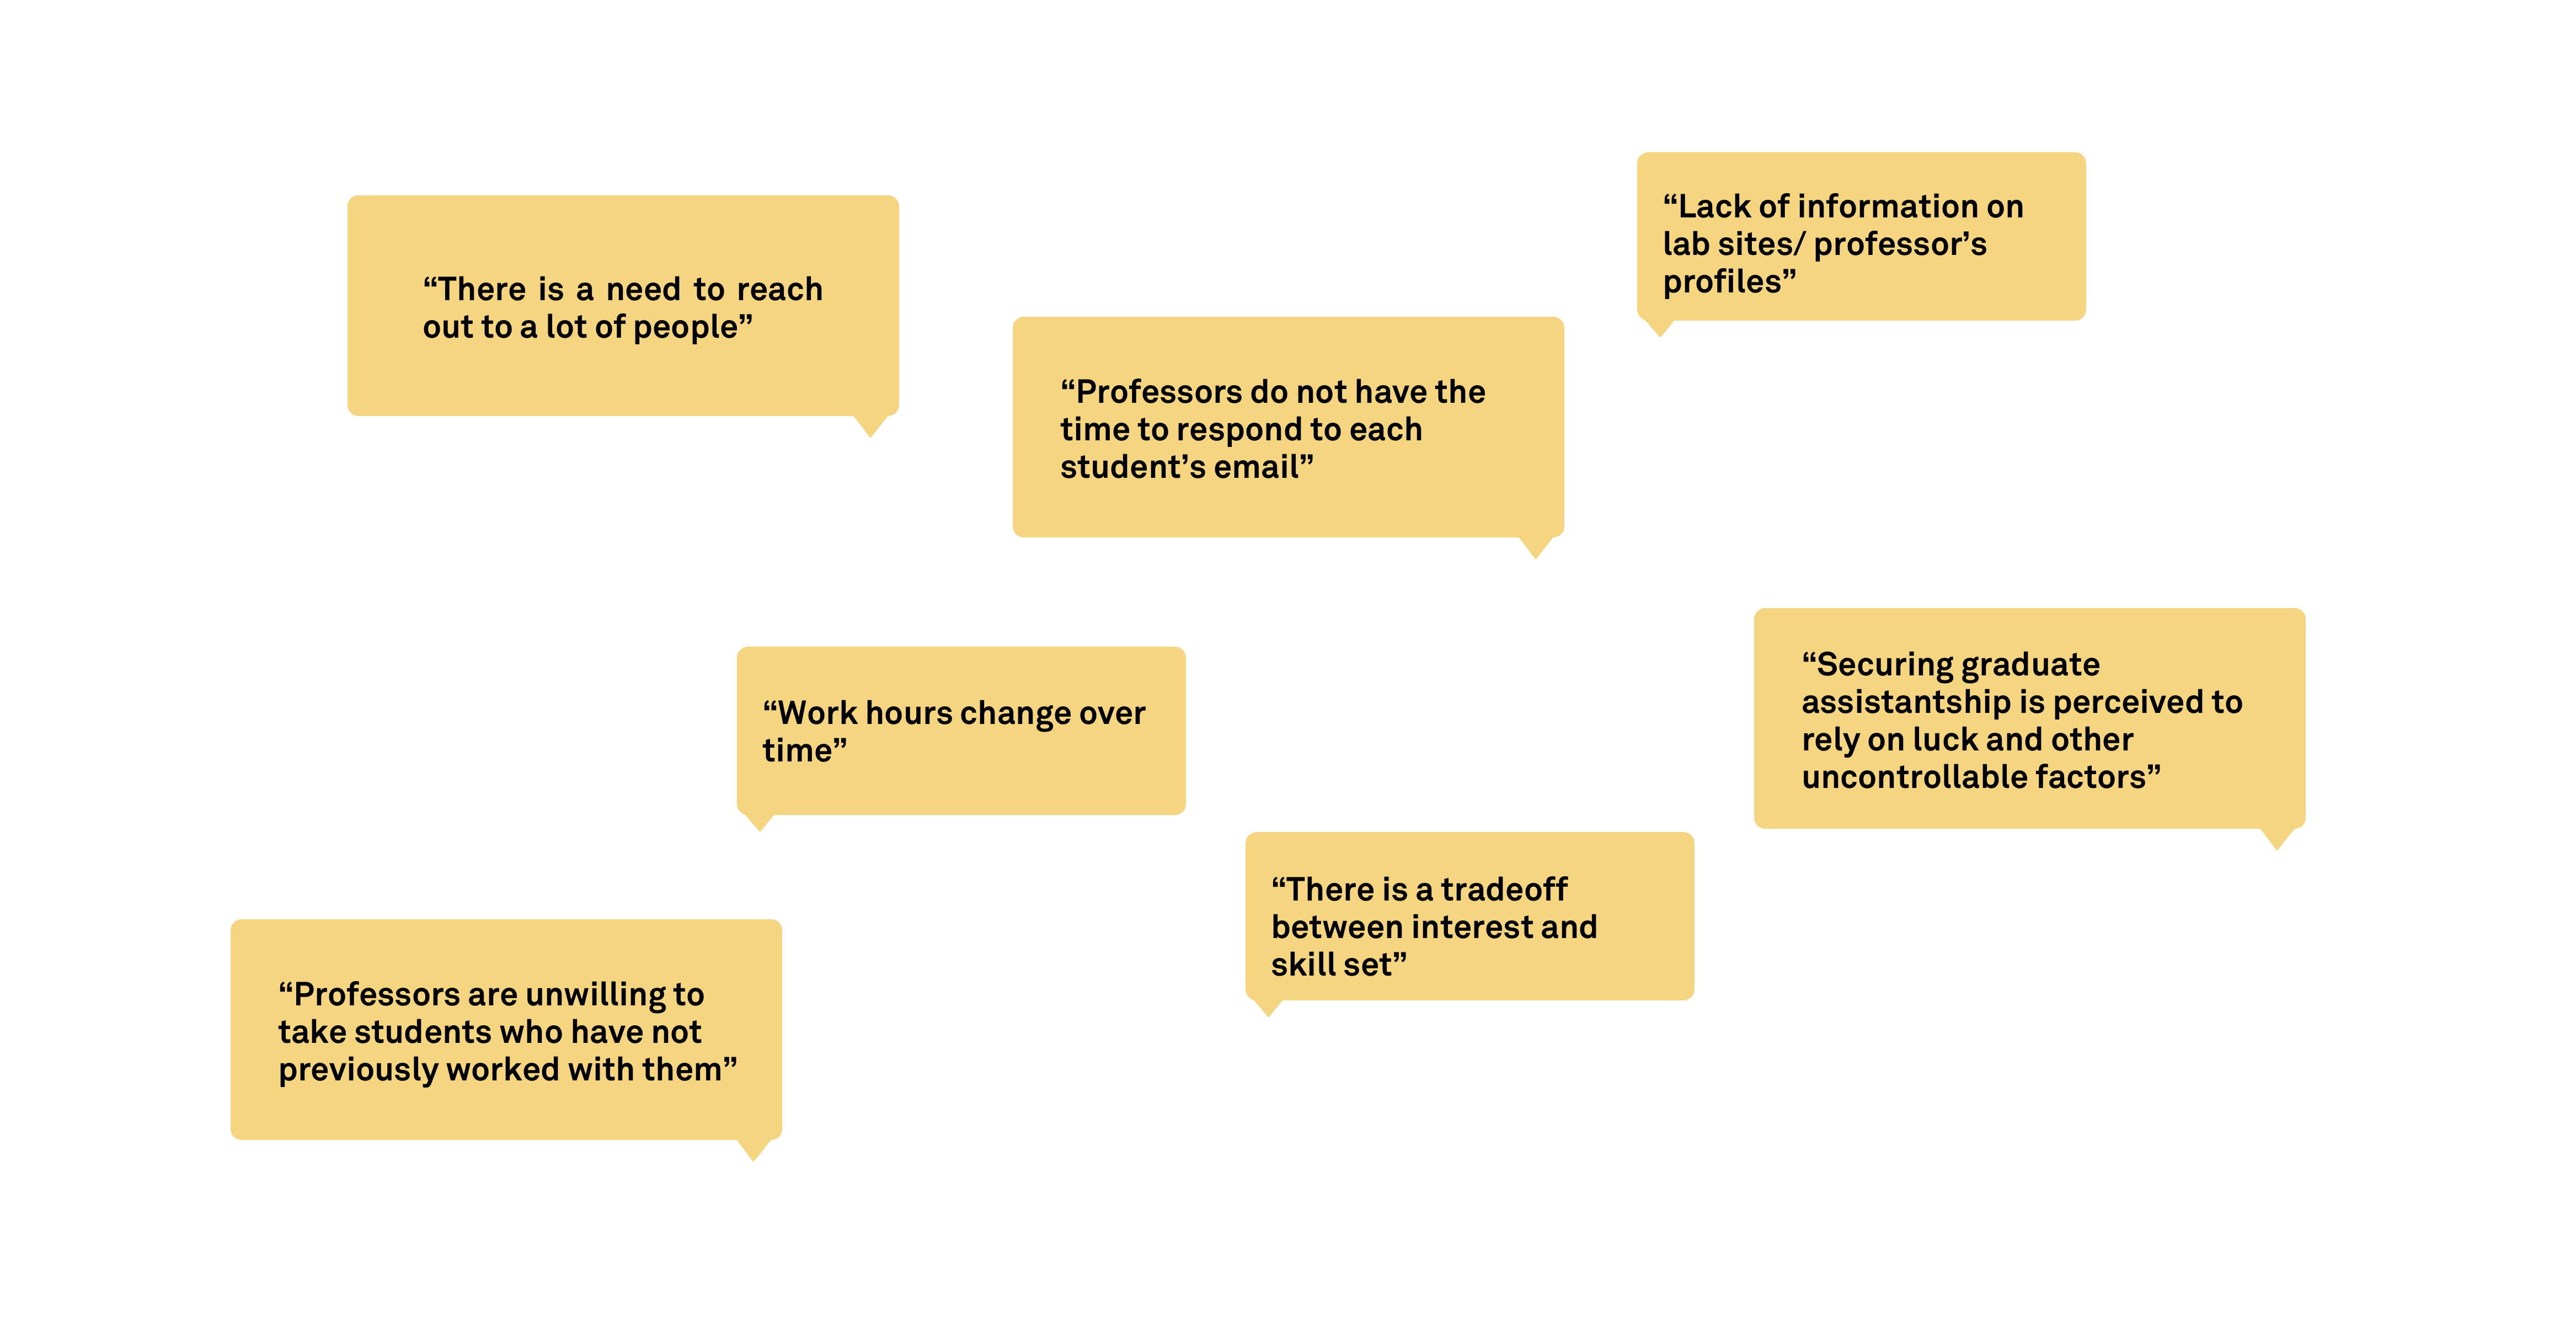 “There is a need to reach
out to a lot of people”
“Lack of information on
lab sites/ professor’s
profiles”
“Professors do not have the
time to respond to each
student’s email”
“Work hours change over
time”
“Securing graduate
assistantship is perceived to
rely on luck and other
uncontrollable factors”
“There is a tradeoff
between interest and
skill set”
“Professors are unwilling to
take students who have not
previously worked with them”